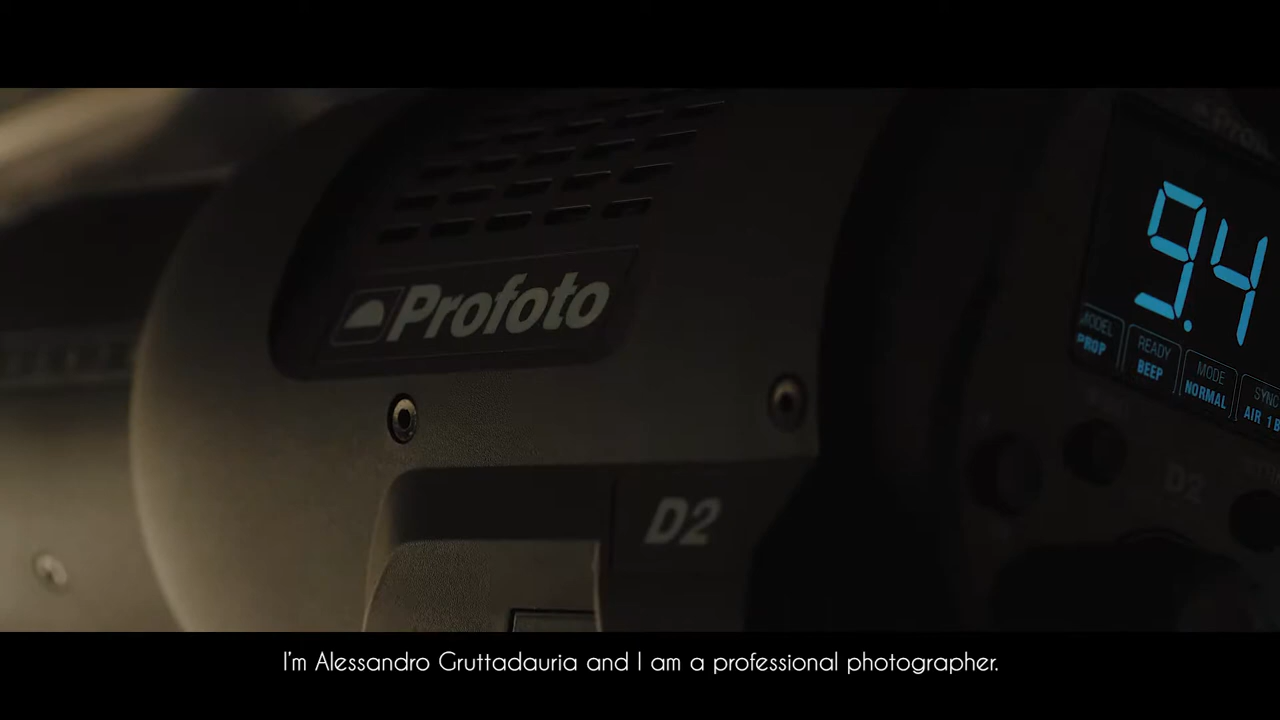 Profoto
9.4
MODEL
PROP
READY
BEEP
MODE
NORMAL
SYNC
AIR 1
D2
D2
I'm Alessandro Gruttadauria and I am a professional photographer.